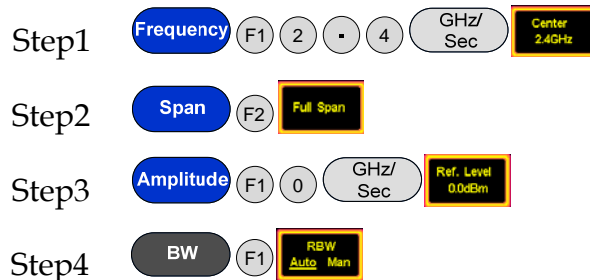 Step1 Frequency F1 2 - 4 GHz/ Sec Center 2.4GHz
Step2 Span F2 Full Span
Step3 Amplitude F1 0 GHz/ Sec Ref. Level 0.0dBm
Step4 BW F1 RBW Auto Man